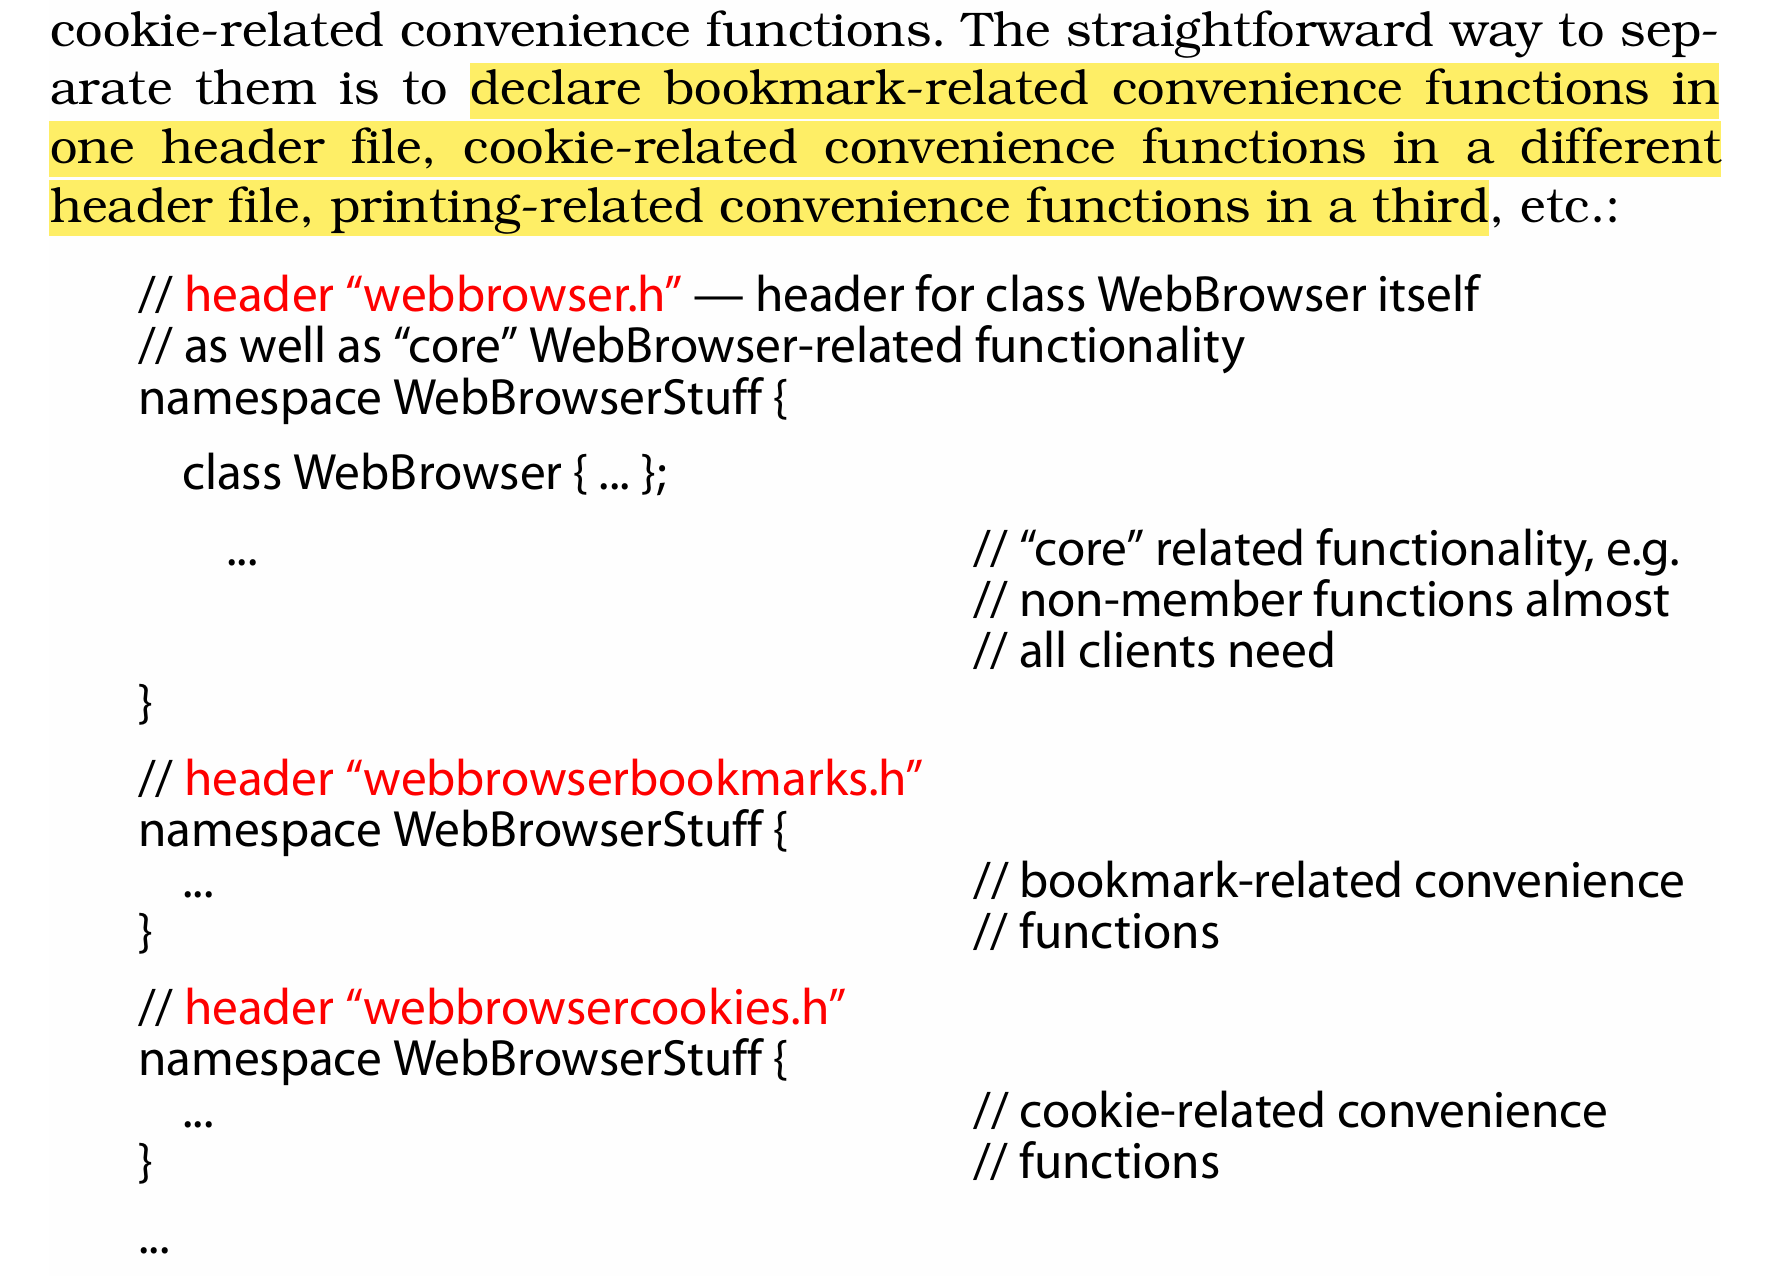 cookie-related convenience functions. The straightforward way to sep-
arate them is to declare bookmark-related convenience functions in
one header file, cookie-related convenience functions in a different
header file, printing-related convenience functions in a third, etc.:
// header “webbrowser.h” — header for class WebBrowser itself
// as well as “core” WebBrowser-related functionality
namespace WebBrowserStuff {
class WebBrowser { ... };
... // “core” related functionality, e.g.
// non-member functions almost
// all clients need
}
// header “webbrowserbookmarks.h”
namespace WebBrowserStuff {
... // bookmark-related convenience
} // functions
// header “webbrowsercookies.h”
namespace WebBrowserStuff {
... // cookie-related convenience
} // functions
...